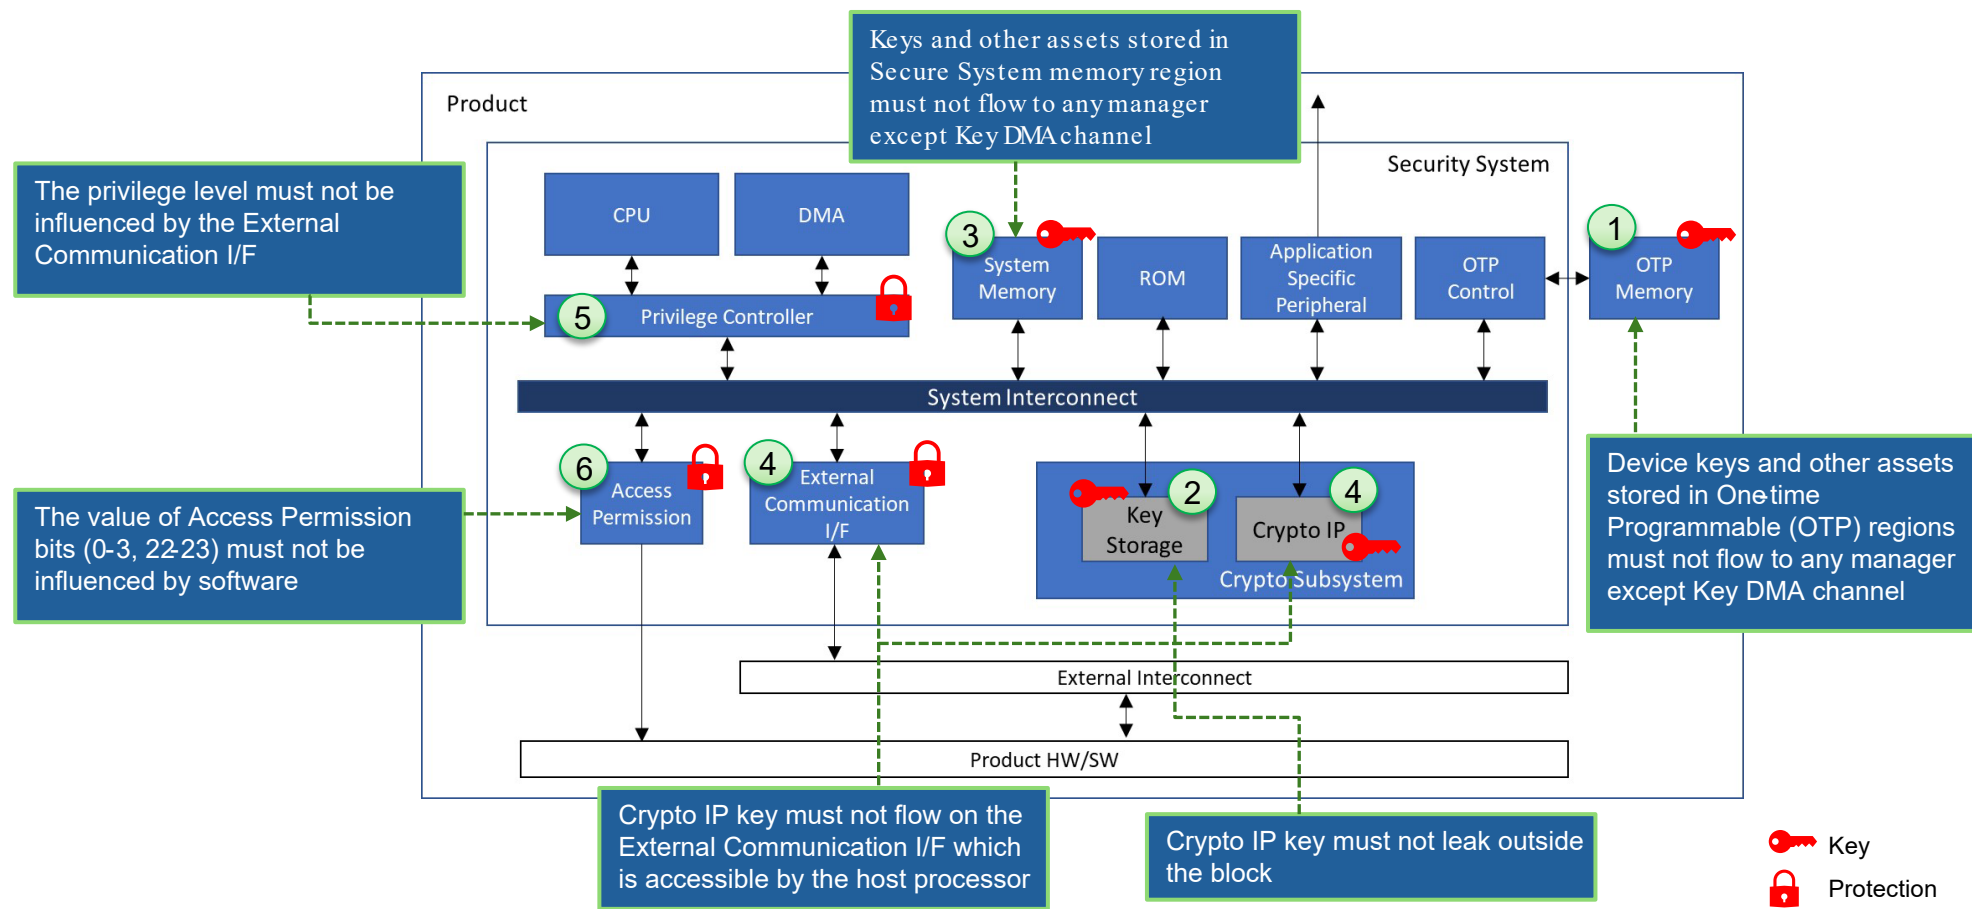 Keys and other assets stored in
Secure System memory region
must not flow to any manager
except Key DMA channel
Product
Security System
The privilege level must not be
influenced by the External
Communication I/F
CPU
DMA
3
System
Memory
ROM
Application
Specific
Peripheral
OTP
Control
1
OTP
Memory
5
Privilege Controller
System Interconnect
6
Access
Permission
4
External
Communication
I/F
2
Key
Storage
4
Crypto IP
Crypto Subsystem
The value of Access Permission
bits (0-3, 22-23) must not be
influenced by software
Device keys and other assets
stored in One-time
Programmable (OTP) regions
must not flow to any manager
except Key DMA channel
External Interconnect
Product HW/SW
Crypto IP key must not flow on the
External Communication I/F which
is accessible by the host processor
Crypto IP key must not leak outside
the block
Key
Protection